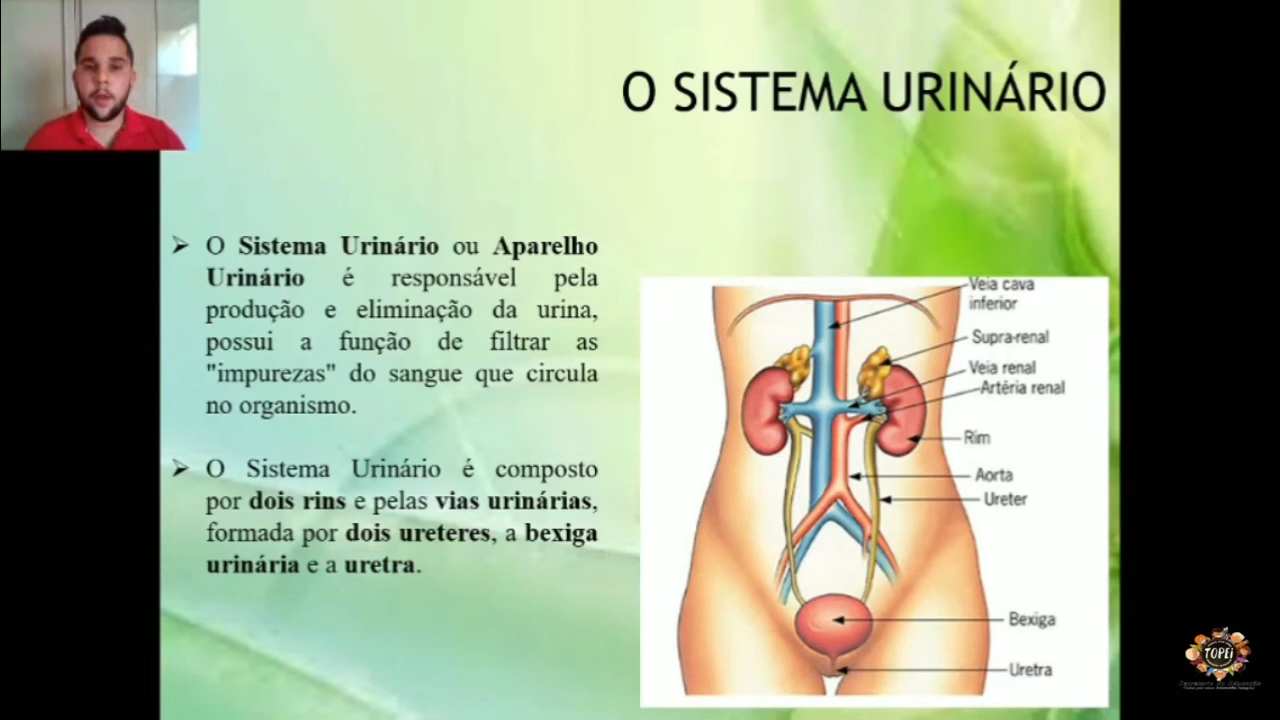 O SISTEMA URINÁRIO
➢ O Sistema Urinário ou Aparelho
Urinário é responsável pela
produção e eliminação da urina,
possui a função de filtrar as
"impurezas" do sangue que circula
no organismo.
➢ O Sistema Urinário é composto
por dois rins e pelas vias urinárias,
formada por dois ureteres, a bexiga
urinária e a uretra.
Veia cava
inferior
Supra-renal
Veia renal
Artéria renal
Rim
Aorta
Ureter
Bexiga
Uretra
TOPEi